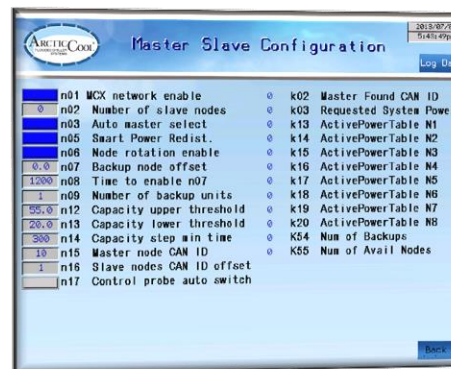 ARCTICCOOL
Master Slave Configuration
2013/07/0
5:43:49p
Log On
n01 MCX network enable
0 n02 Number of slave nodes
n03 Auto master select
n05 Smart Power Redist.
n06 Node rotation enable
0.0 n07 Backup node offset
1200 n08 Time to enable n07
1 n09 Number of backup units
55.0 n12 Capacity upper threshold
20.0 n13 Capacity lower threshold
300 n14 Capacity step min time
10 n15 Master node CAN ID
1 n16 Slave nodes CAN ID offset
n17 Control probe auto switch
0 k02 Master Found CAN ID
0 k03 Requested System Powe
0 k13 ActivePowerTable N1
0 k14 ActivePowerTable N2
0 k15 ActivePowerTable N3
0 k16 ActivePowerTable N4
0 k17 ActivePowerTable N5
0 k18 ActivePowerTable N6
0 k19 ActivePowerTable N7
0 k20 ActivePowerTable N8
0 K54 Num of Backups
0 K55 Num of Avail Nodes
Back